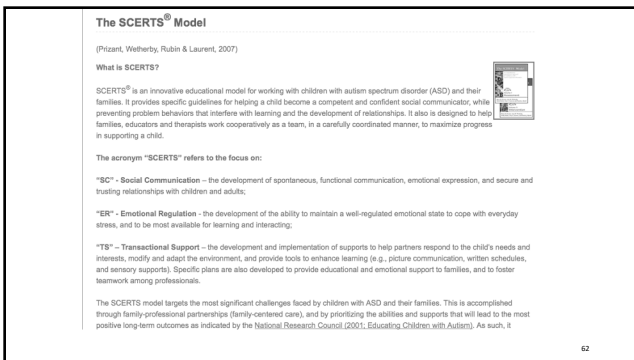 The SCERTS® Model
(Prizant, Wetherby, Rubin & Laurent, 2007)
What is SCERTS?
SCERTS® is an innovative educational model for working with children with autism spectrum disorder (ASD) and their
families. It provides specific guidelines for helping a child become a competent and confident social communicator, while
preventing problem behaviors that interfere with learning and the development of relationships. It also is designed to help
families, educators and therapists work cooperatively as a team, in a carefully coordinated manner, to maximize progress
in supporting a child.
The acronym “SCERTS” refers to the focus on:
“SC” - Social Communication – the development of spontaneous, functional communication, emotional expression, and secure and
trusting relationships with children and adults;
“ER” - Emotional Regulation - the development of the ability to maintain a well-regulated emotional state to cope with everyday
stress, and to be most available for learning and interacting;
“TS” – Transactional Support – the development and implementation of supports to help partners respond to the child’s needs and
interests, modify and adapt the environment, and provide tools to enhance learning (e.g., picture communication, written schedules,
and sensory supports). Specific plans are also developed to provide educational and emotional support to families, and to foster
teamwork among professionals.
The SCERTS model targets the most significant challenges faced by children with ASD and their families. This is accomplished
through family-professional partnerships (family-centered care), and by prioritizing the abilities and supports that will lead to the most
positive long-term outcomes as indicated by the National Research Council (2001; Educating Children with Autism). As such, it
62